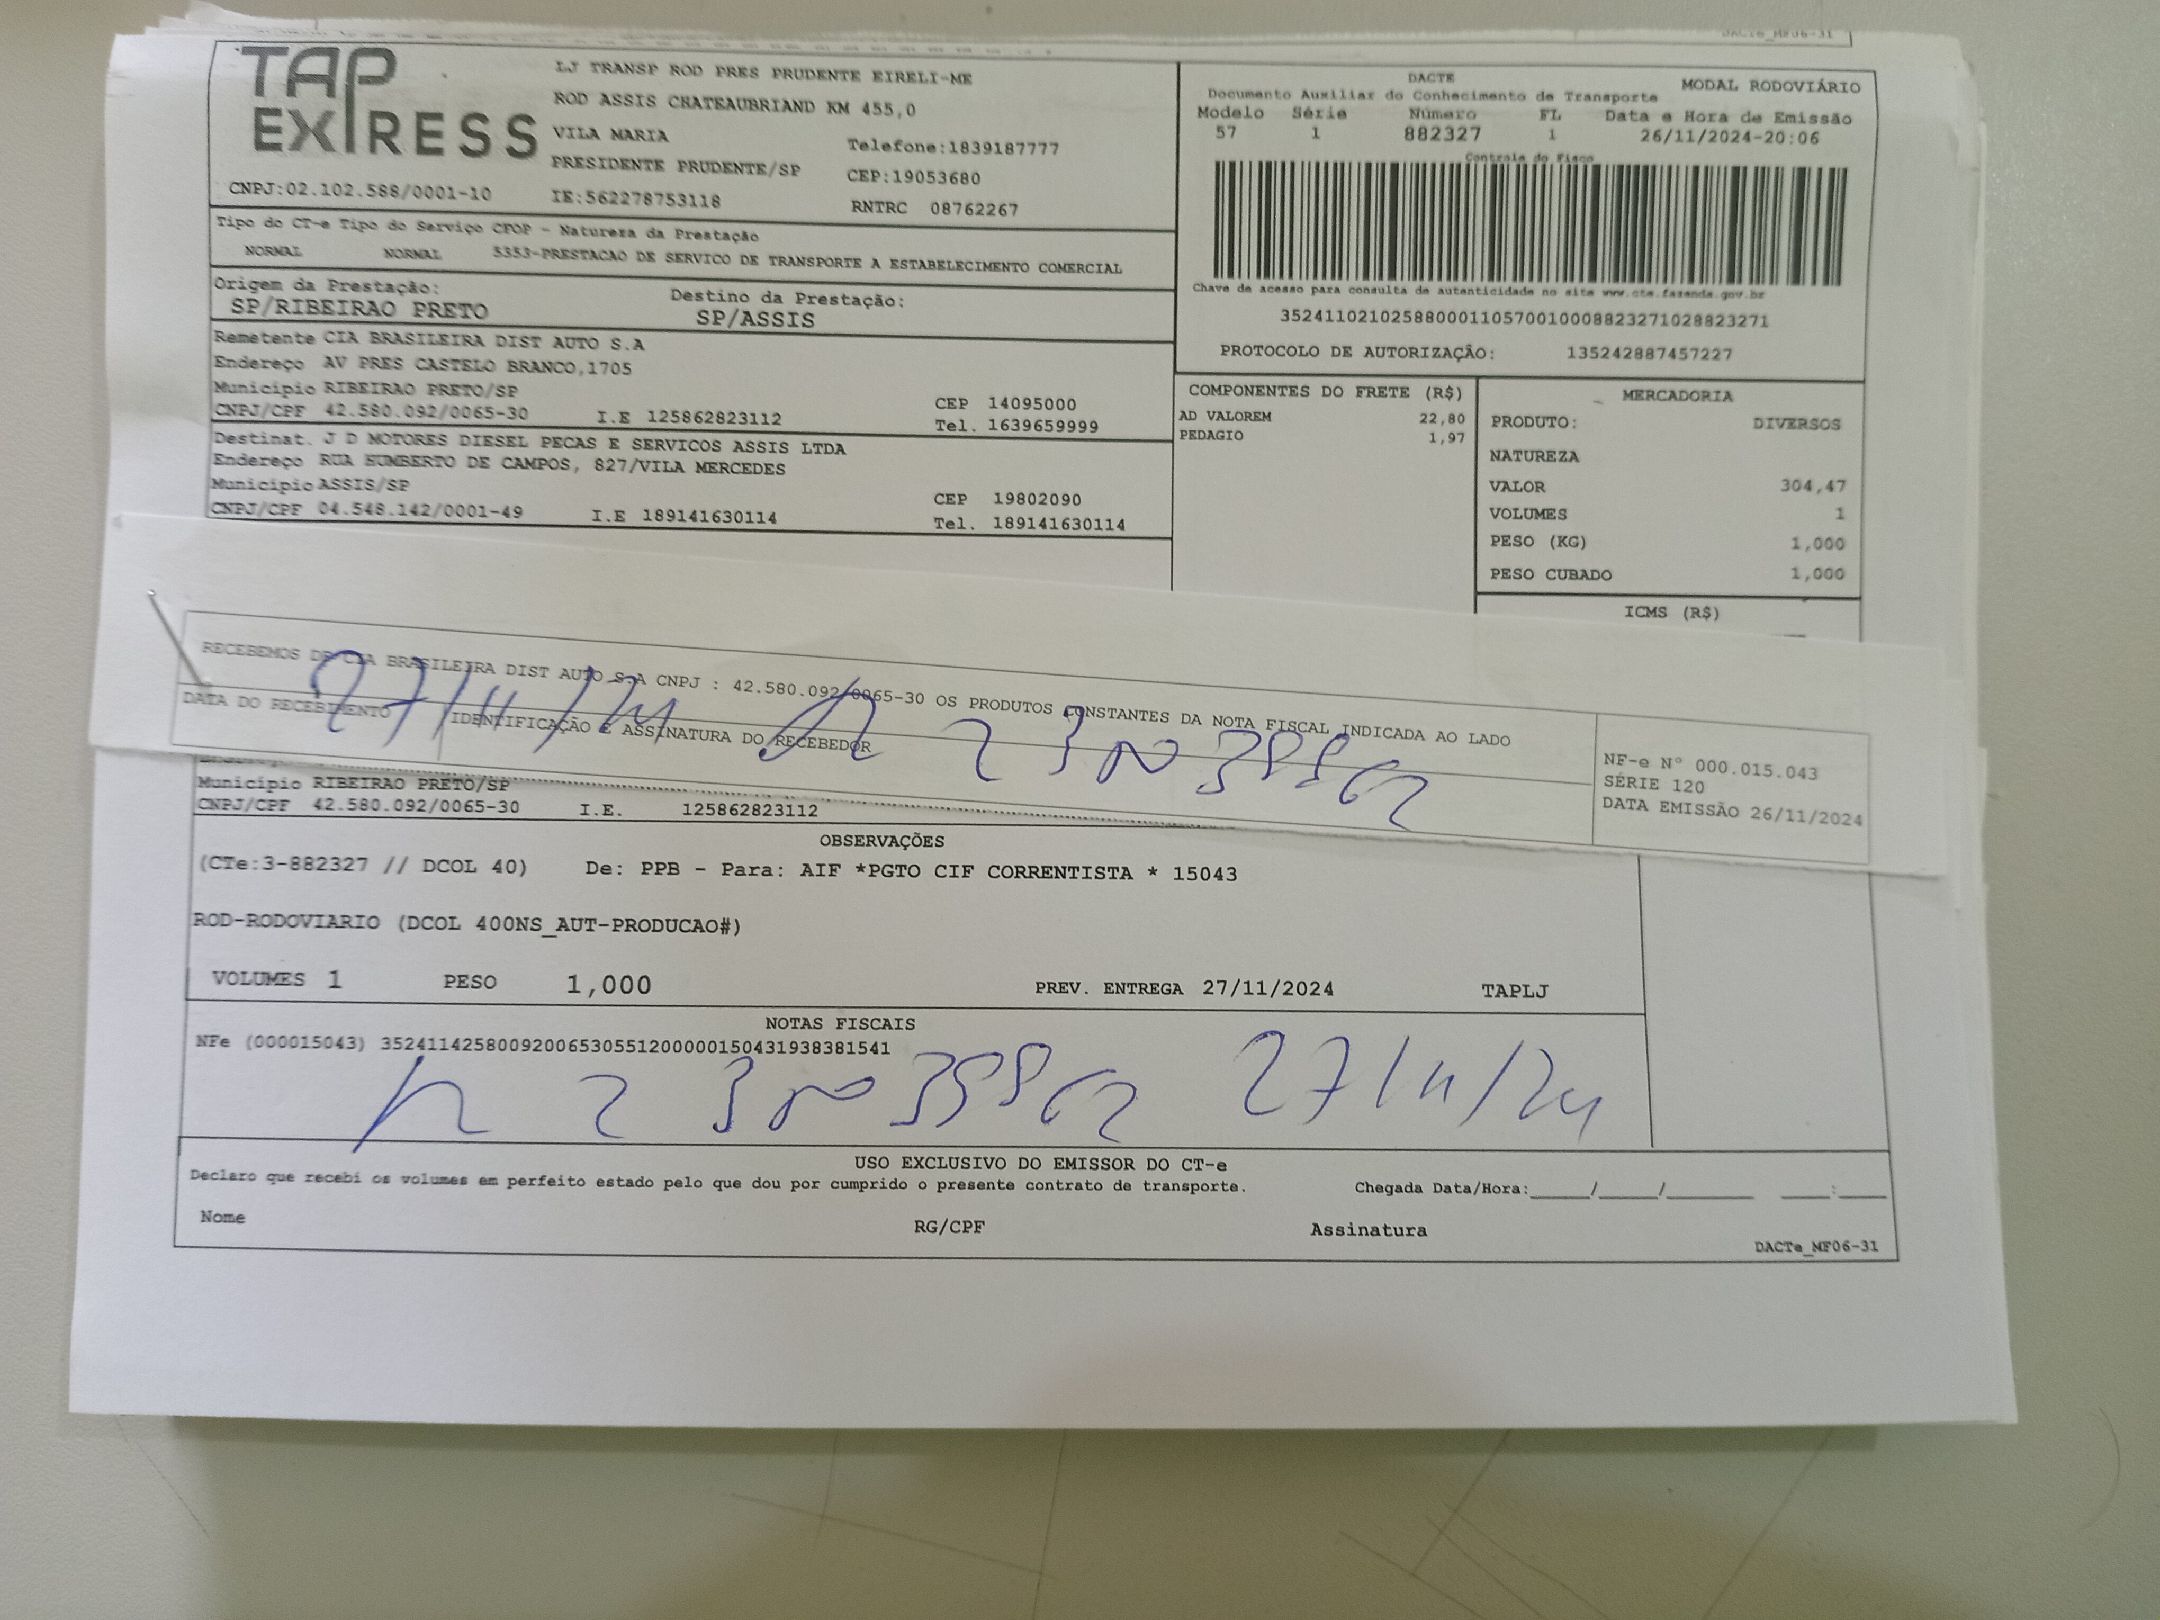 DACTe_MF06-31
TAP EXPRESS
LJ TRANSP ROD PRES PRUDENTE EIRELI-ME
ROD ASSIS CHATEAUBRIAND KM 455,0
VILA MARIA
Telefone:1839187777
PRESIDENTE PRUDENTE/SP
CEP:19053680
CNPJ:02.102.588/0001-10
IE:562278753118
RNTRC 08762267
DACTE
MODAL RODOVIÁRIO
Documento Auxiliar do Conhecimento de Transporte
Modelo Série Número FL Data e Hora de Emissão
57 1 882327 1 26/11/2024-20:06
Controle do Fisco
Chave de acesso para consulta de autenticidade no site www.cte.fazenda.gov.br
35241102102588000110570010008823271028823271
PROTOCOLO DE AUTORIZAÇÃO: 135242887457227
Tipo do CT-e Tipo do Serviço CFOP - Natureza da Prestação
NORMAL NORMAL 5353-PRESTACAO DE SERVICO DE TRANSPORTE A ESTABELECIMENTO COMERCIAL
Origem da Prestação: Destino da Prestação:
SP/RIBEIRAO PRETO SP/ASSIS
Remetente CIA BRASILEIRA DIST AUTO S.A
Endereço AV PRES CASTELO BRANCO,1705
Município RIBEIRAO PRETO/SP CEP 14095000
CNPJ/CPF 42.580.092/0065-30 I.E 125862823112 Tel. 1639659999
Destinat. J D MOTORES DIESEL PECAS E SERVICOS ASSIS LTDA
Endereço RUA HUMBERTO DE CAMPOS, 827/VILA MERCEDES
Município ASSIS/SP CEP 19802090
CNPJ/CPF 04.548.142/0001-49 I.E 189141630114 Tel. 189141630114
COMPONENTES DO FRETE (R$)
AD VALOREM 22,80
PEDAGIO 1,97
MERCADORIA
PRODUTO: DIVERSOS
NATUREZA
VALOR 304,47
VOLUMES 1
PESO (KG) 1,000
PESO CUBADO 1,000
ICMS (R$)
RECEBEMOS DE CIA BRASILEIRA DIST AUTO S.A CNPJ : 42.580.092/0065-30 OS PRODUTOS CONSTANTES DA NOTA FISCAL INDICADA AO LADO
DATA DO RECEBIMENTO IDENTIFICAÇÃO E ASSINATURA DO RECEBEDOR
27/11/24
NF-e Nº 000.015.043
SÉRIE 120
DATA EMISSÃO 26/11/2024
Município RIBEIRAO PRETO/SP
CNPJ/CPF 42.580.092/0065-30 I.E. 125862823112
OBSERVAÇÕES
(CTe:3-882327 // DCOL 40) De: PPB - Para: AIF *PGTO CIF CORRENTISTA * 15043
ROD-RODOVIARIO (DCOL 400NS_AUT-PRODUCAO#)
VOLUMES 1 PESO 1,000 PREV. ENTREGA 27/11/2024 TAPLJ
NOTAS FISCAIS
NFe (000015043) 35241142580092006530551200000150431938381541
27/11/24
USO EXCLUSIVO DO EMISSOR DO CT-e
Declaro que recebi os volumes em perfeito estado pelo que dou por cumprido o presente contrato de transporte. Chegada Data/Hora:_____/_____/________ ____:____
Nome RG/CPF Assinatura
DACTe_MF06-31